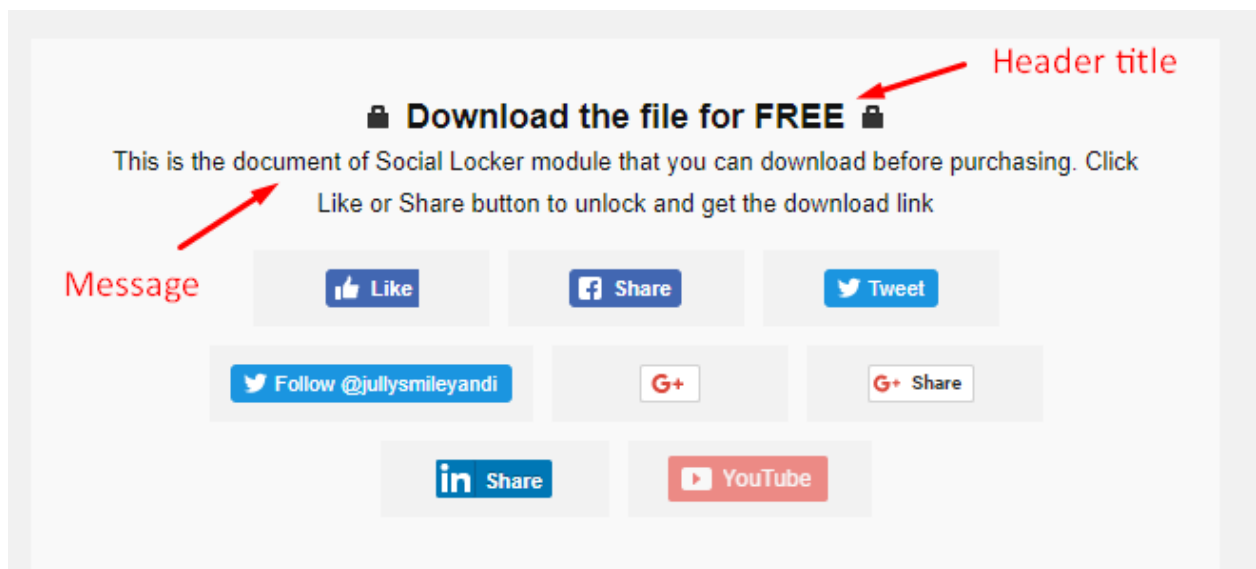 Header title
Download the file for FREE
This is the document of Social Locker module that you can download before purchasing. Click
Like or Share button to unlock and get the download link
Message
Like
Share
Tweet
Follow @jullysmileyandi
G+
G+ Share
in Share
YouTube